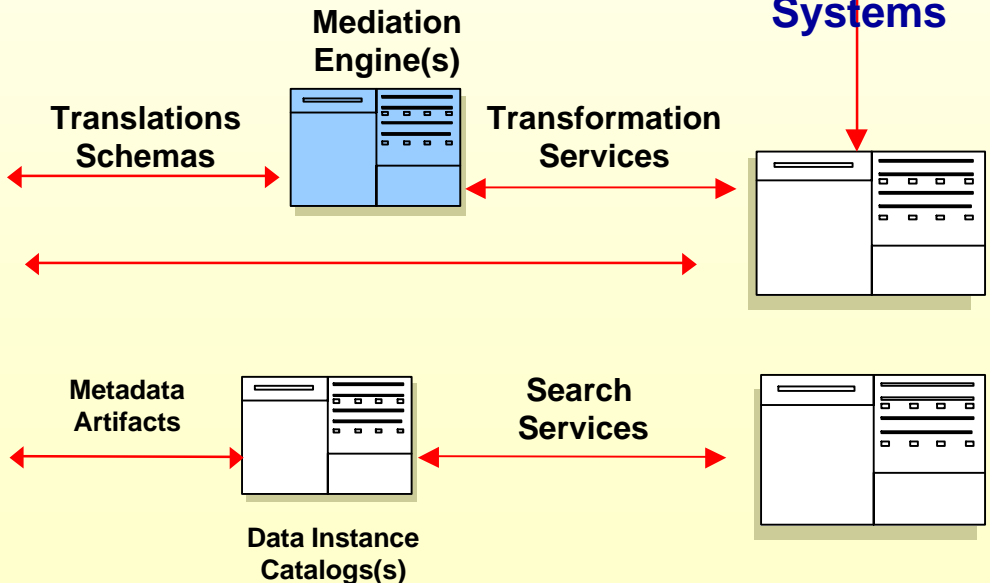 Systems
Mediation
Engine(s)
Translations
Schemas
Transformation
Services
Metadata
Artifacts
Search
Services
Data Instance
Catalogs(s)